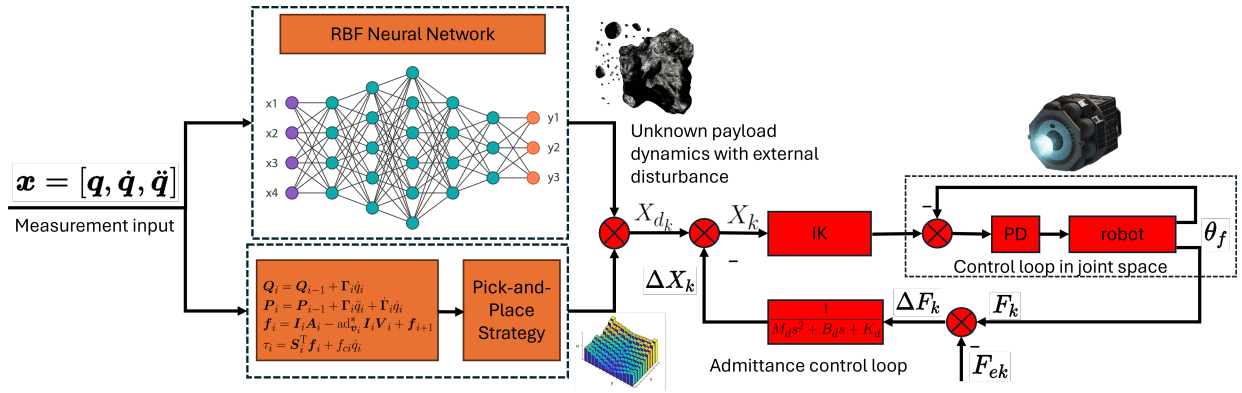 RBF Neural Network
x1
x2
x3
x4
y1
y2
y3
x = [q, q̇, q̈]
Measurement input
Unknown payload
dynamics with external
disturbance
Q_i = Q_{i−1} + Γ_i q̇_i
P_i = P_{i−1} + Γ_i q̈_i + Γ̇_i q̇_i
f_i = I_i A_i − ad*_{v_i} I_i V_i + f_{i+1}
τ_i = S_i^T f_i + f_{ci} q̇_i
Pick-and-
Place
Strategy
X_{d_k}
X_k
−
ΔX_k
IK
−
PD
robot
θ_f
Control loop in joint space
1
M_d s² + B_d s + K_d
Admittance control loop
ΔF_k
F_k
−
F_{ek}